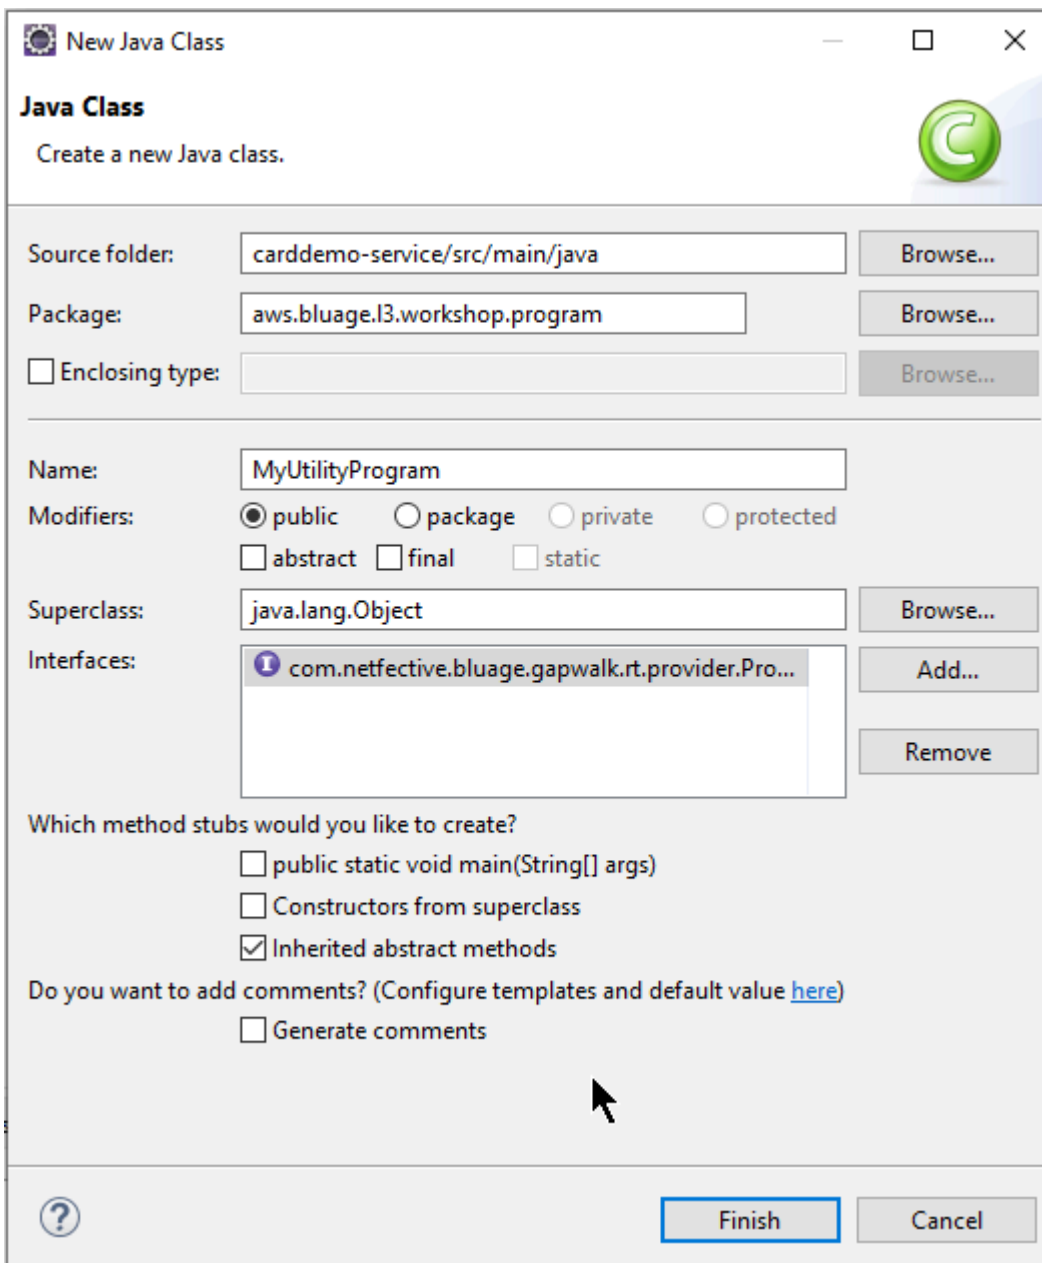 New Java Class
Java Class
Create a new Java class.
Source folder: carddemo-service/src/main/java Browse...
Package: aws.bluage.l3.workshop.program Browse...
Enclosing type: Browse...
Name: MyUtilityProgram
Modifiers: public package private protected
abstract final static
Superclass: java.lang.Object Browse...
Interfaces: com.netfective.bluage.gapwalk.rt.provider.Pro... Add...
Remove
Which method stubs would you like to create?
public static void main(String[] args)
Constructors from superclass
Inherited abstract methods
Do you want to add comments? (Configure templates and default value here)
Generate comments
Finish Cancel